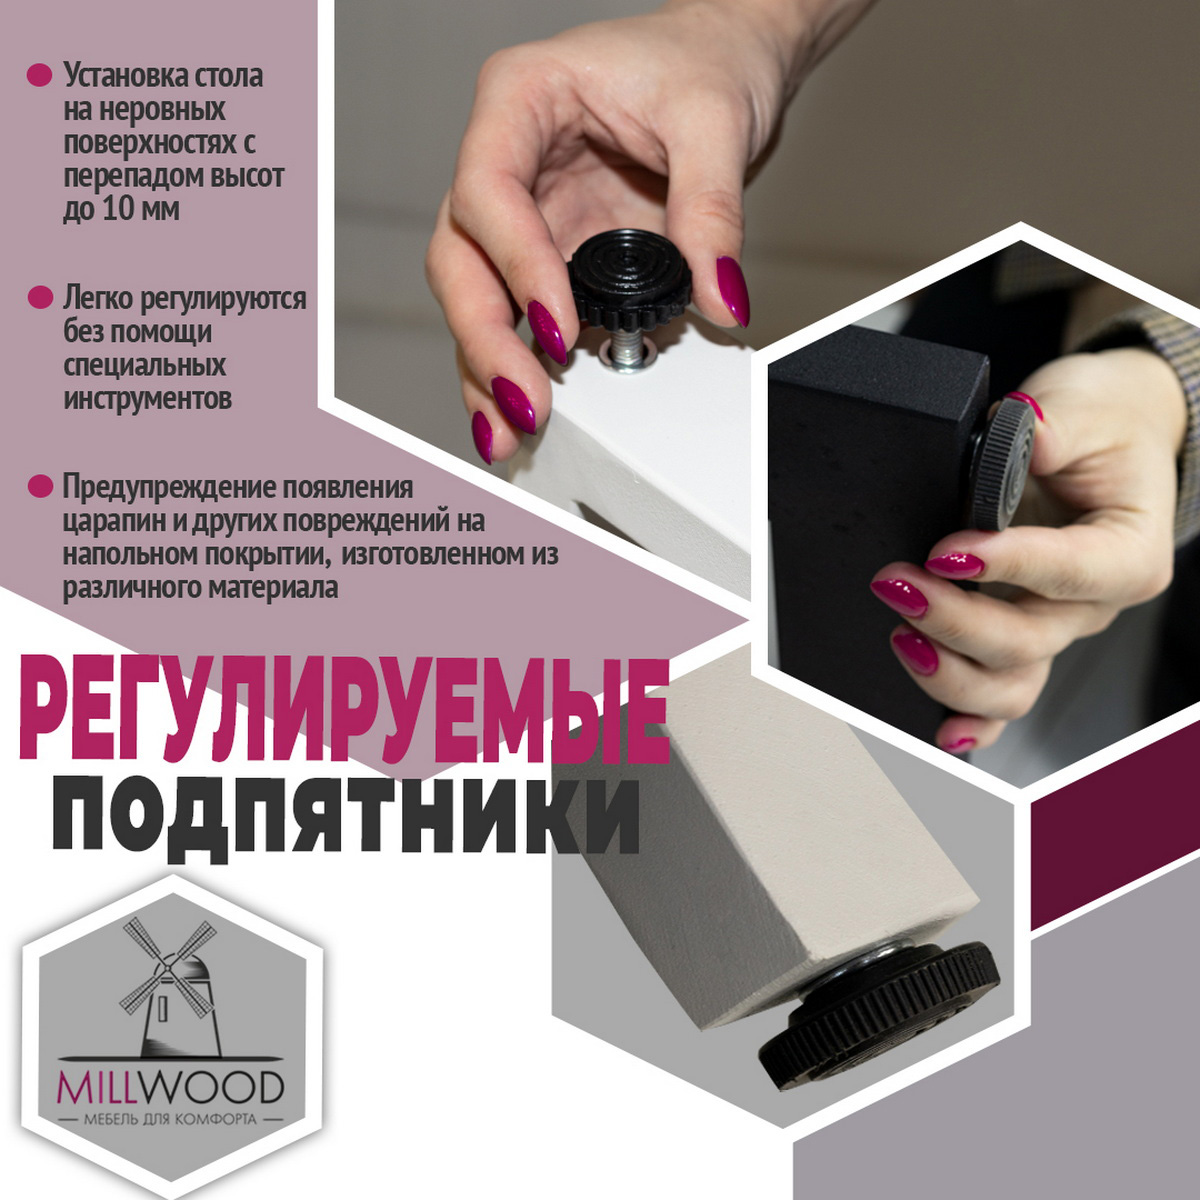 Установка стола
на неровных
поверхностях с
перепадом высот
до 10 мм
Легко регулируются
без помощи
специальных
инструментов
Предупреждение появления
царапин и других повреждений на
напольном покрытии, изготовленном из
различного материала
РЕГУЛИРУЕМЫЕ
ПОДПЯТНИКИ
MILLWOOD
МЕБЕЛЬ ДЛЯ КОМФОРТА